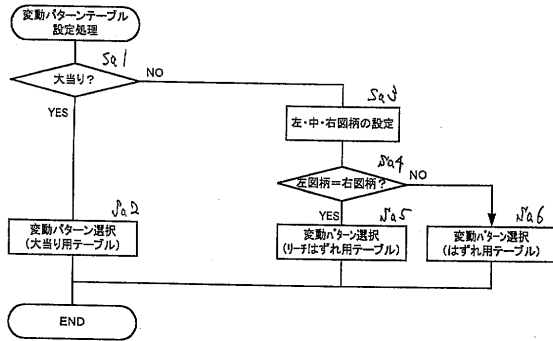 変動パターンテーブル
設定処理
Sa1
大当り?
NO
YES
Sa3
左・中・右図柄の設定
Sa4
左図柄=右図柄?
NO
YES
Sa2
変動パターン選択
(大当り用テーブル)
Sa5
変動パターン選択
(リーチはずれ用テーブル)
Sa6
変動パターン選択
(はずれ用テーブル)
END